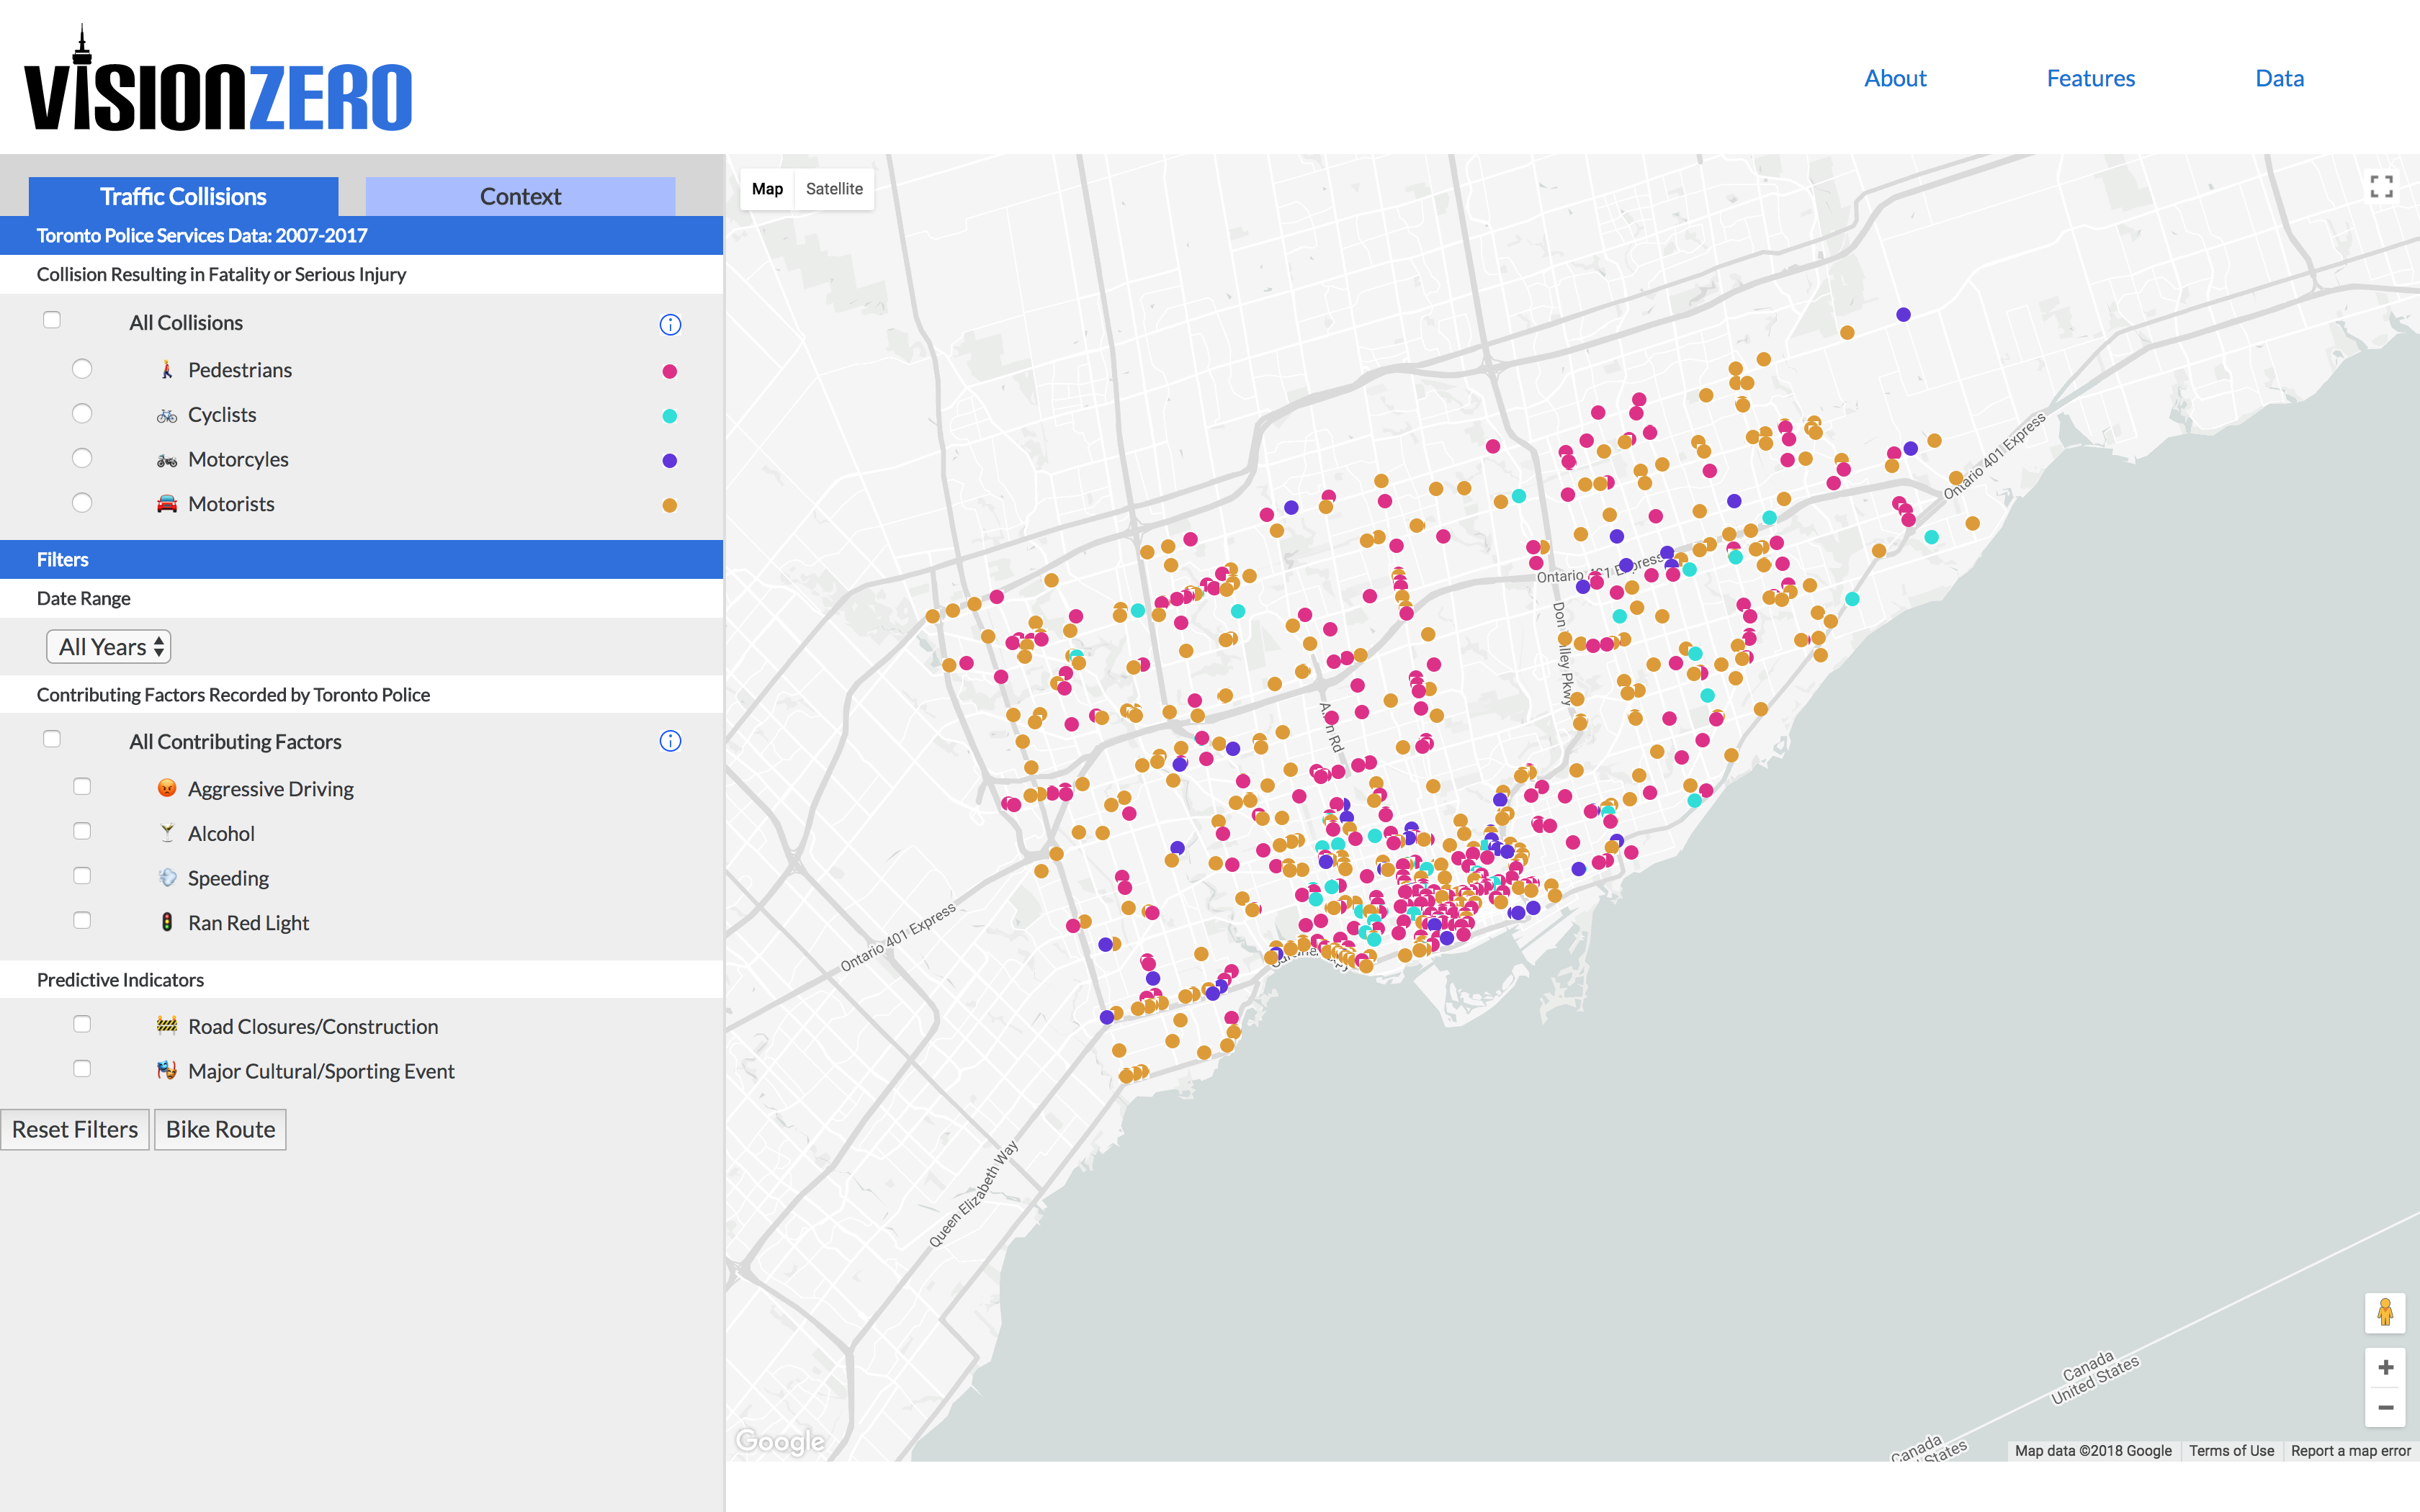 VISIONZERO
About
Features
Data
Traffic Collisions
Context
Toronto Police Services Data: 2007-2017
Collision Resulting in Fatality or Serious Injury
All Collisions
Pedestrians
Cyclists
Motorcyles
Motorists
Filters
Date Range
All Years
Contributing Factors Recorded by Toronto Police
All Contributing Factors
Aggressive Driving
Alcohol
Speeding
Ran Red Light
Predictive Indicators
Road Closures/Construction
Major Cultural/Sporting Event
Reset Filters
Bike Route
Map
Satellite
Ontario 401 Express
Ontario 401 Express
Don Valley Pkwy
Allen Rd
Ontario 401 Express
Queen Elizabeth Way
Canada
United States
Canada
States
Google
Map data ©2018 Google
Terms of Use
Report a map error